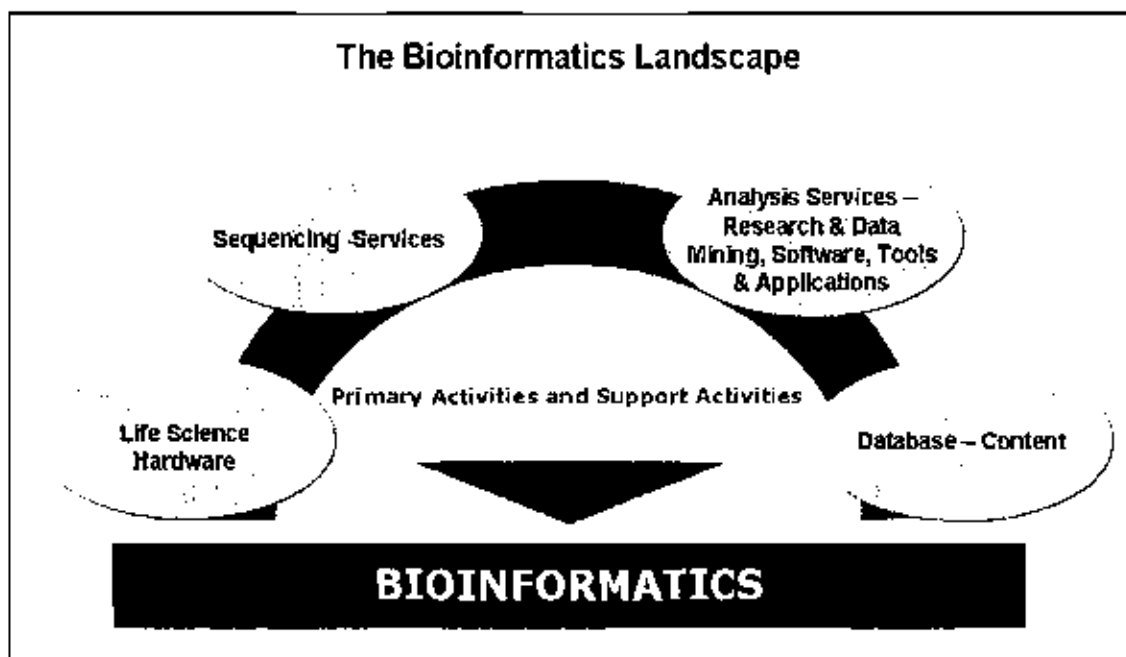 The Bioinformatics Landscape
Sequencing Services
Analysis Services –
Research & Data
Mining, Software, Tools
& Applications
Primary Activities and Support Activities
Life Science
Hardware
Database – Content
BIOINFORMATICS